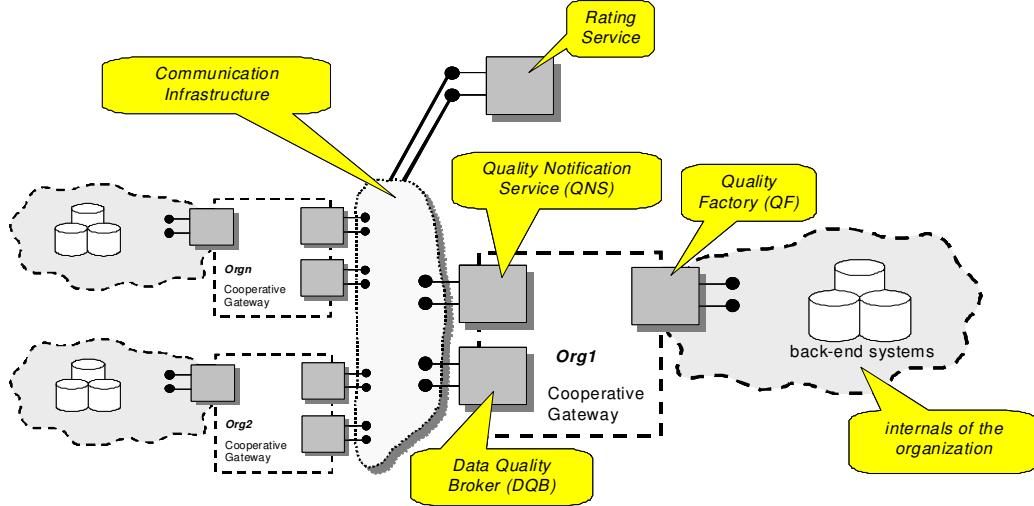 Rating
Service
Communication
Infrastructure
Quality Notification
Service (QNS)
Quality
Factory (QF)
Orgn
Cooperative
Gateway
Org1
Cooperative
Gateway
back-end systems
Org2
Cooperative
Gateway
internals of the
organization
Data Quality
Broker (DQB)